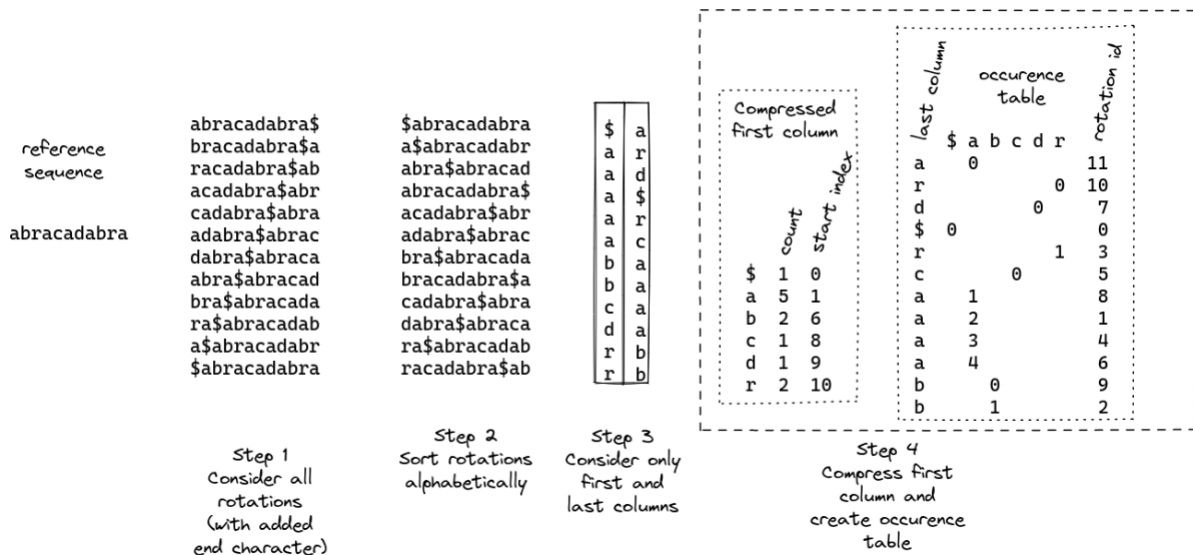 reference
sequence
abracadabra
abracadabra$
bracadabra$a
racadabra$ab
acadabra$abr
cadabra$abra
adabra$abrac
dabra$abraca
abra$abracad
bra$abracada
ra$abracadab
a$abracadabr
$abracadabra
Step 1
Consider all
rotations
(with added
end character)
$abracadabra
a$abracadabr
abra$abracad
abracadabra$
acadabra$abr
adabra$abrac
bra$abracada
bracadabra$a
cadabra$abra
dabra$abraca
ra$abracadab
racadabra$ab
Step 2
Sort rotations
alphabetically
$ a
a r
a d
a $
a r
a c
b a
b a
c a
d a
r b
r b
Step 3
Consider only
first and
last columns
Compressed
first column
count start index
$ 1 0
a 5 1
b 2 6
c 1 8
d 1 9
r 2 10
last column
occurence
table
rotation id
$ a b c d r
a 0 11
r 0 10
d 0 7
$ 0 0
r 1 3
c 0 5
a 1 8
a 2 1
a 3 4
a 4 6
b 0 9
b 1 2
Step 4
Compress first
column and
create occurence
table